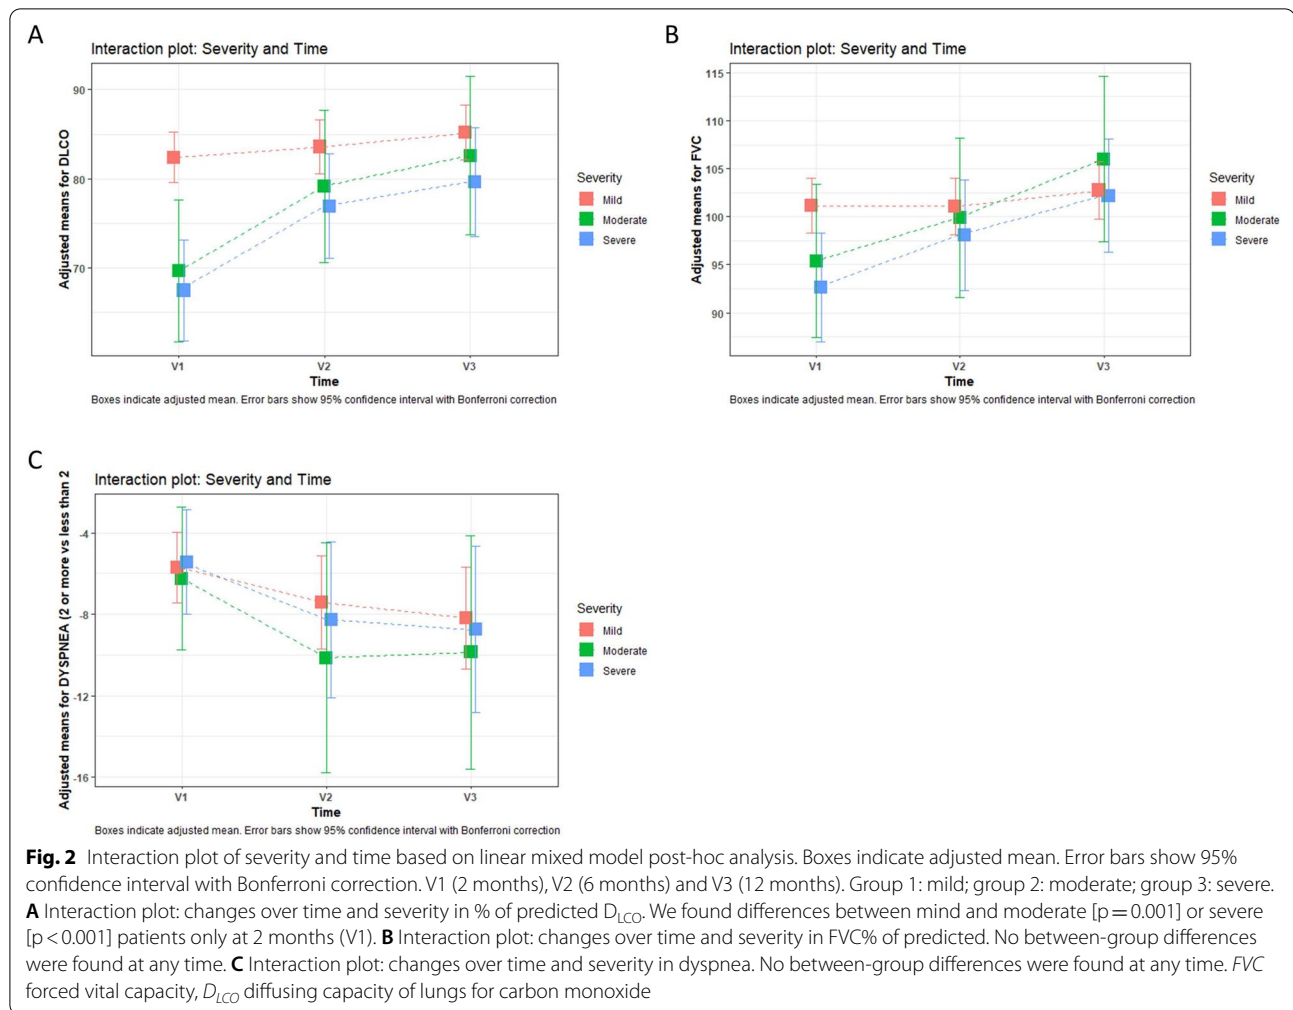 A
Interaction plot: Severity and Time
Adjusted means for DLCO
90
80
70
V1 V2 V3
Time
Severity
Mild
Moderate
Severe
Boxes indicate adjusted mean. Error bars show 95% confidence interval with Bonferroni correction
B
Interaction plot: Severity and Time
Adjusted means for FVC
115
110
105
100
95
90
V1 V2 V3
Time
Severity
Mild
Moderate
Severe
Boxes indicate adjusted mean. Error bars show 95% confidence interval with Bonferroni correction
C
Interaction plot: Severity and Time
Adjusted means for DYSPNEA (2 or more vs less than 2
-4
-8
-12
-16
V1 V2 V3
Time
Severity
Mild
Moderate
Severe
Boxes indicate adjusted mean. Error bars show 95% confidence interval with Bonferroni correction
Fig. 2 Interaction plot of severity and time based on linear mixed model post-hoc analysis. Boxes indicate adjusted mean. Error bars show 95%
confidence interval with Bonferroni correction. V1 (2 months), V2 (6 months) and V3 (12 months). Group 1: mild; group 2: moderate; group 3: severe.
A Interaction plot: changes over time and severity in % of predicted DLCO. We found differences between mind and moderate [p = 0.001] or severe
[p < 0.001] patients only at 2 months (V1). B Interaction plot: changes over time and severity in FVC% of predicted. No between-group differences
were found at any time. C Interaction plot: changes over time and severity in dyspnea. No between-group differences were found at any time. FVC
forced vital capacity, DLCO diffusing capacity of lungs for carbon monoxide